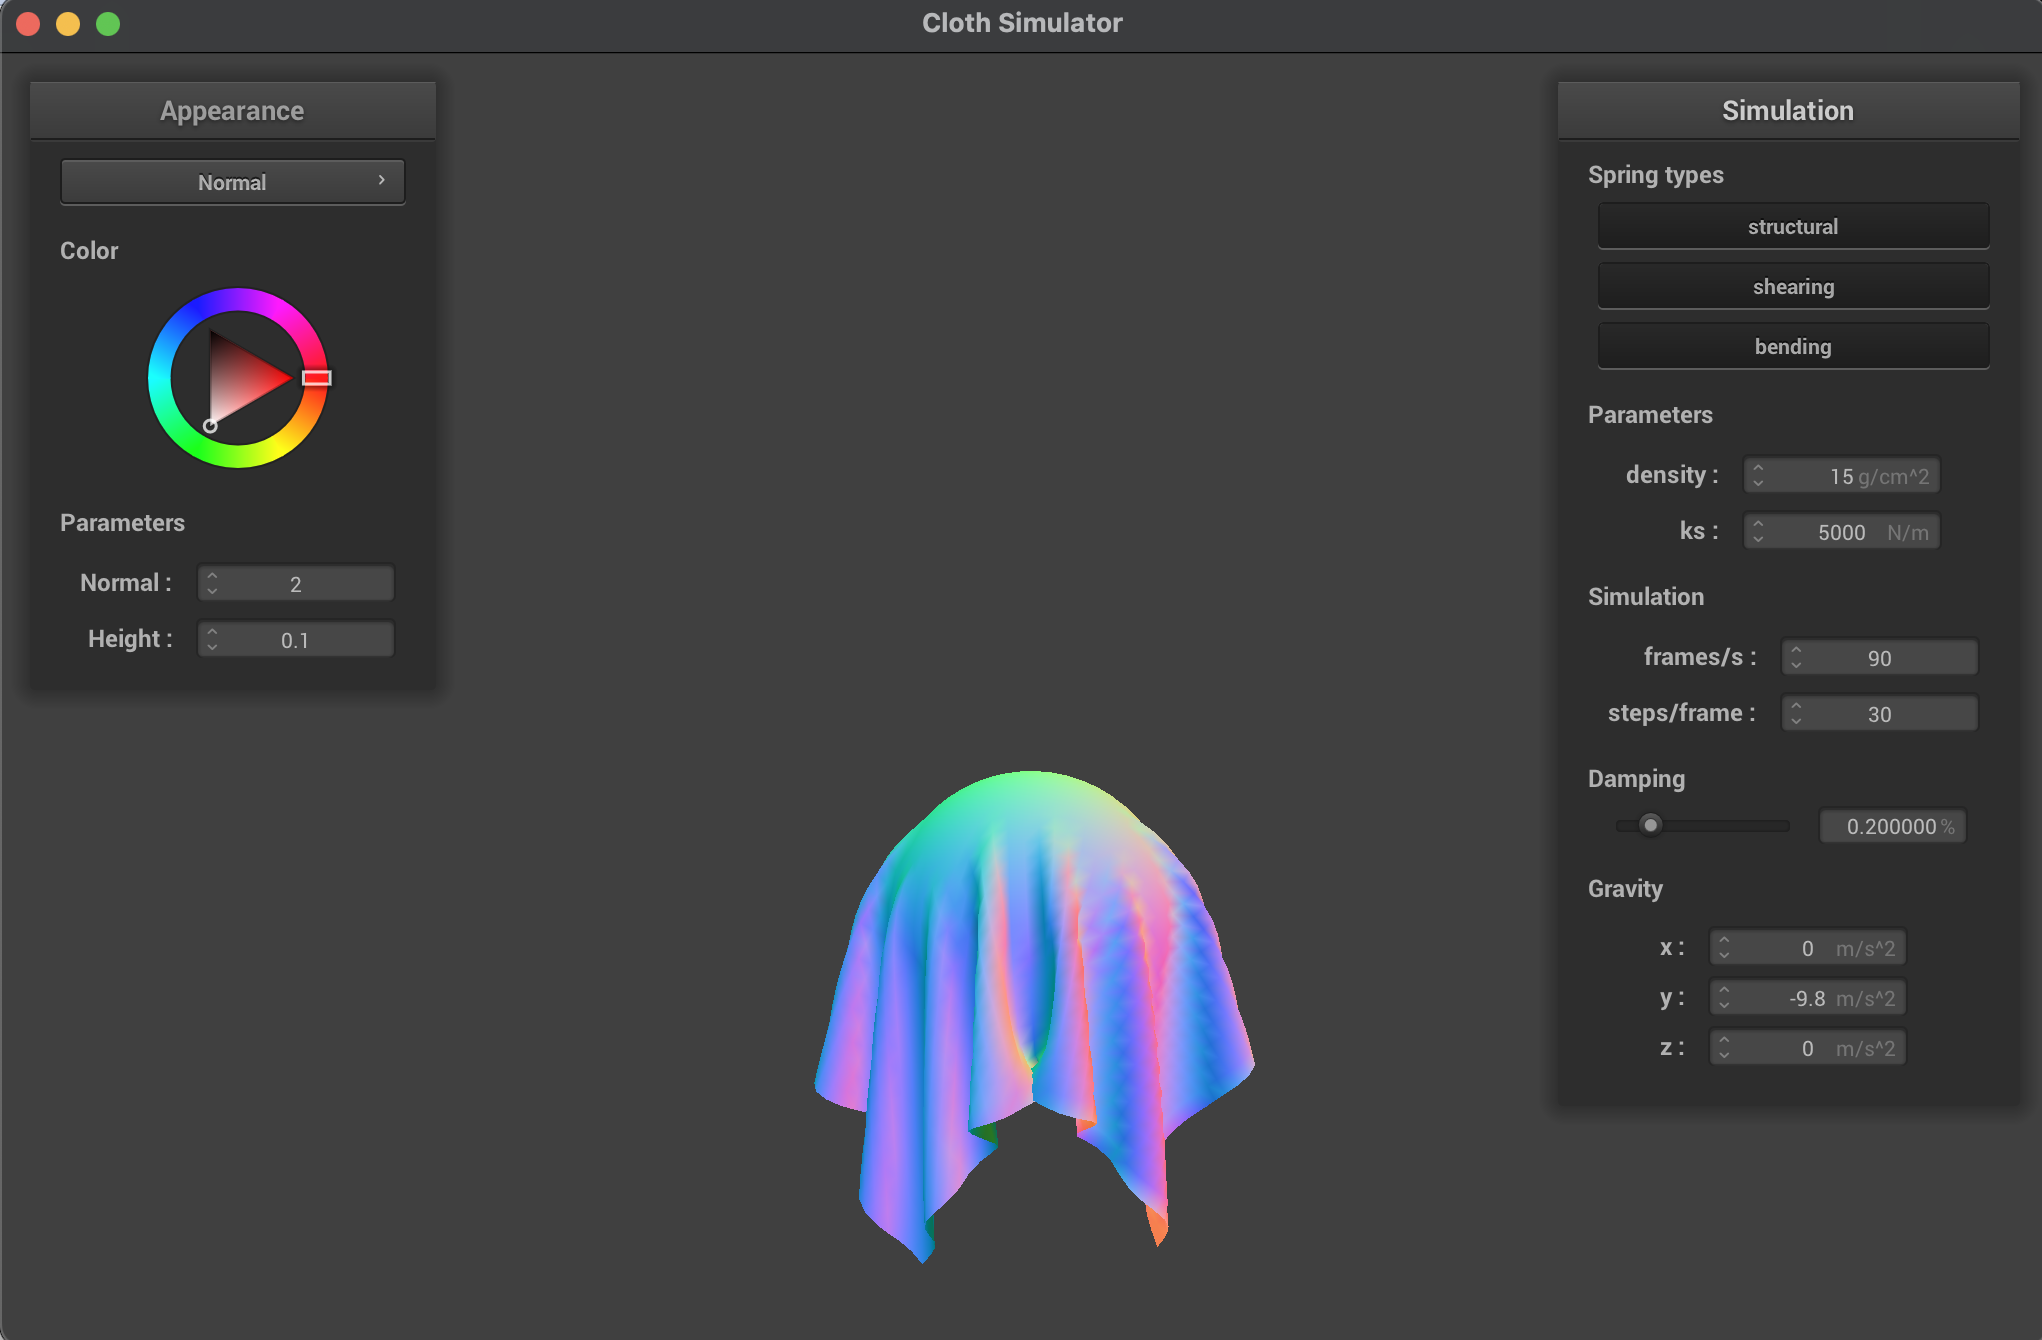 Cloth Simulator
Appearance
Normal
Color
Parameters
Normal : 2
Height : 0.1
Simulation
Spring types
structural
shearing
bending
Parameters
density : 15 g/cm^2
ks : 5000 N/m
Simulation
frames/s : 90
steps/frame : 30
Damping
0.200000 %
Gravity
x : 0 m/s^2
y : -9.8 m/s^2
z : 0 m/s^2